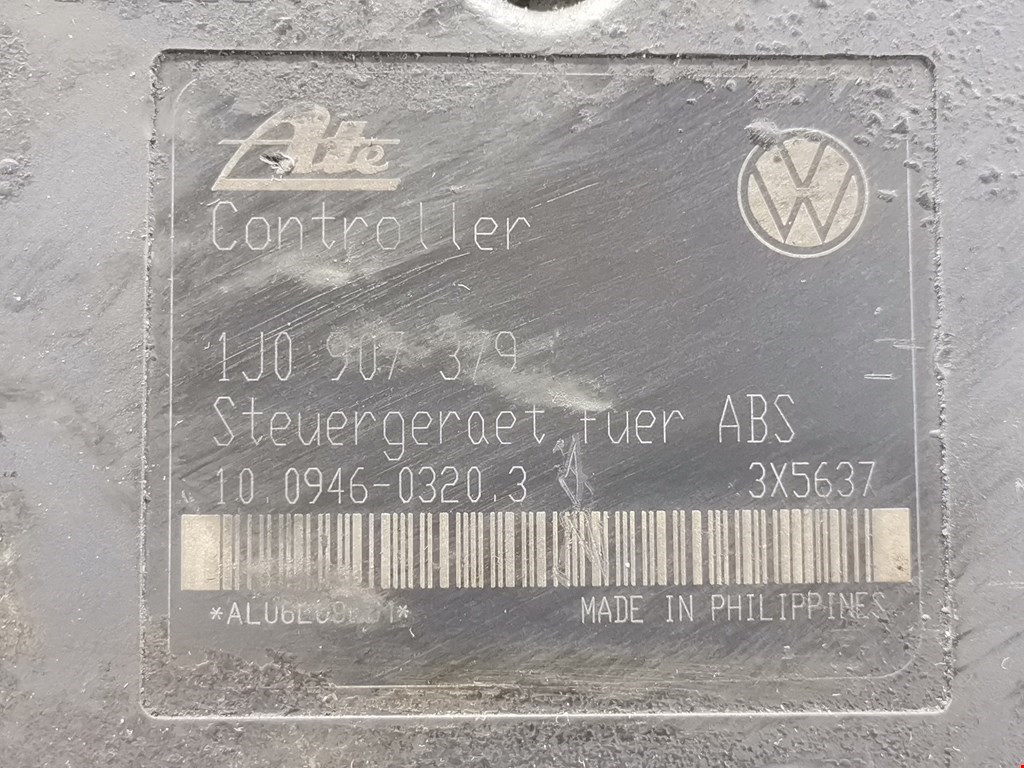 Ate
Controller
1J0 907 379
Steuergeraet fuer ABS
10.0946-0320.3 3X5637
MADE IN PHILIPPINES